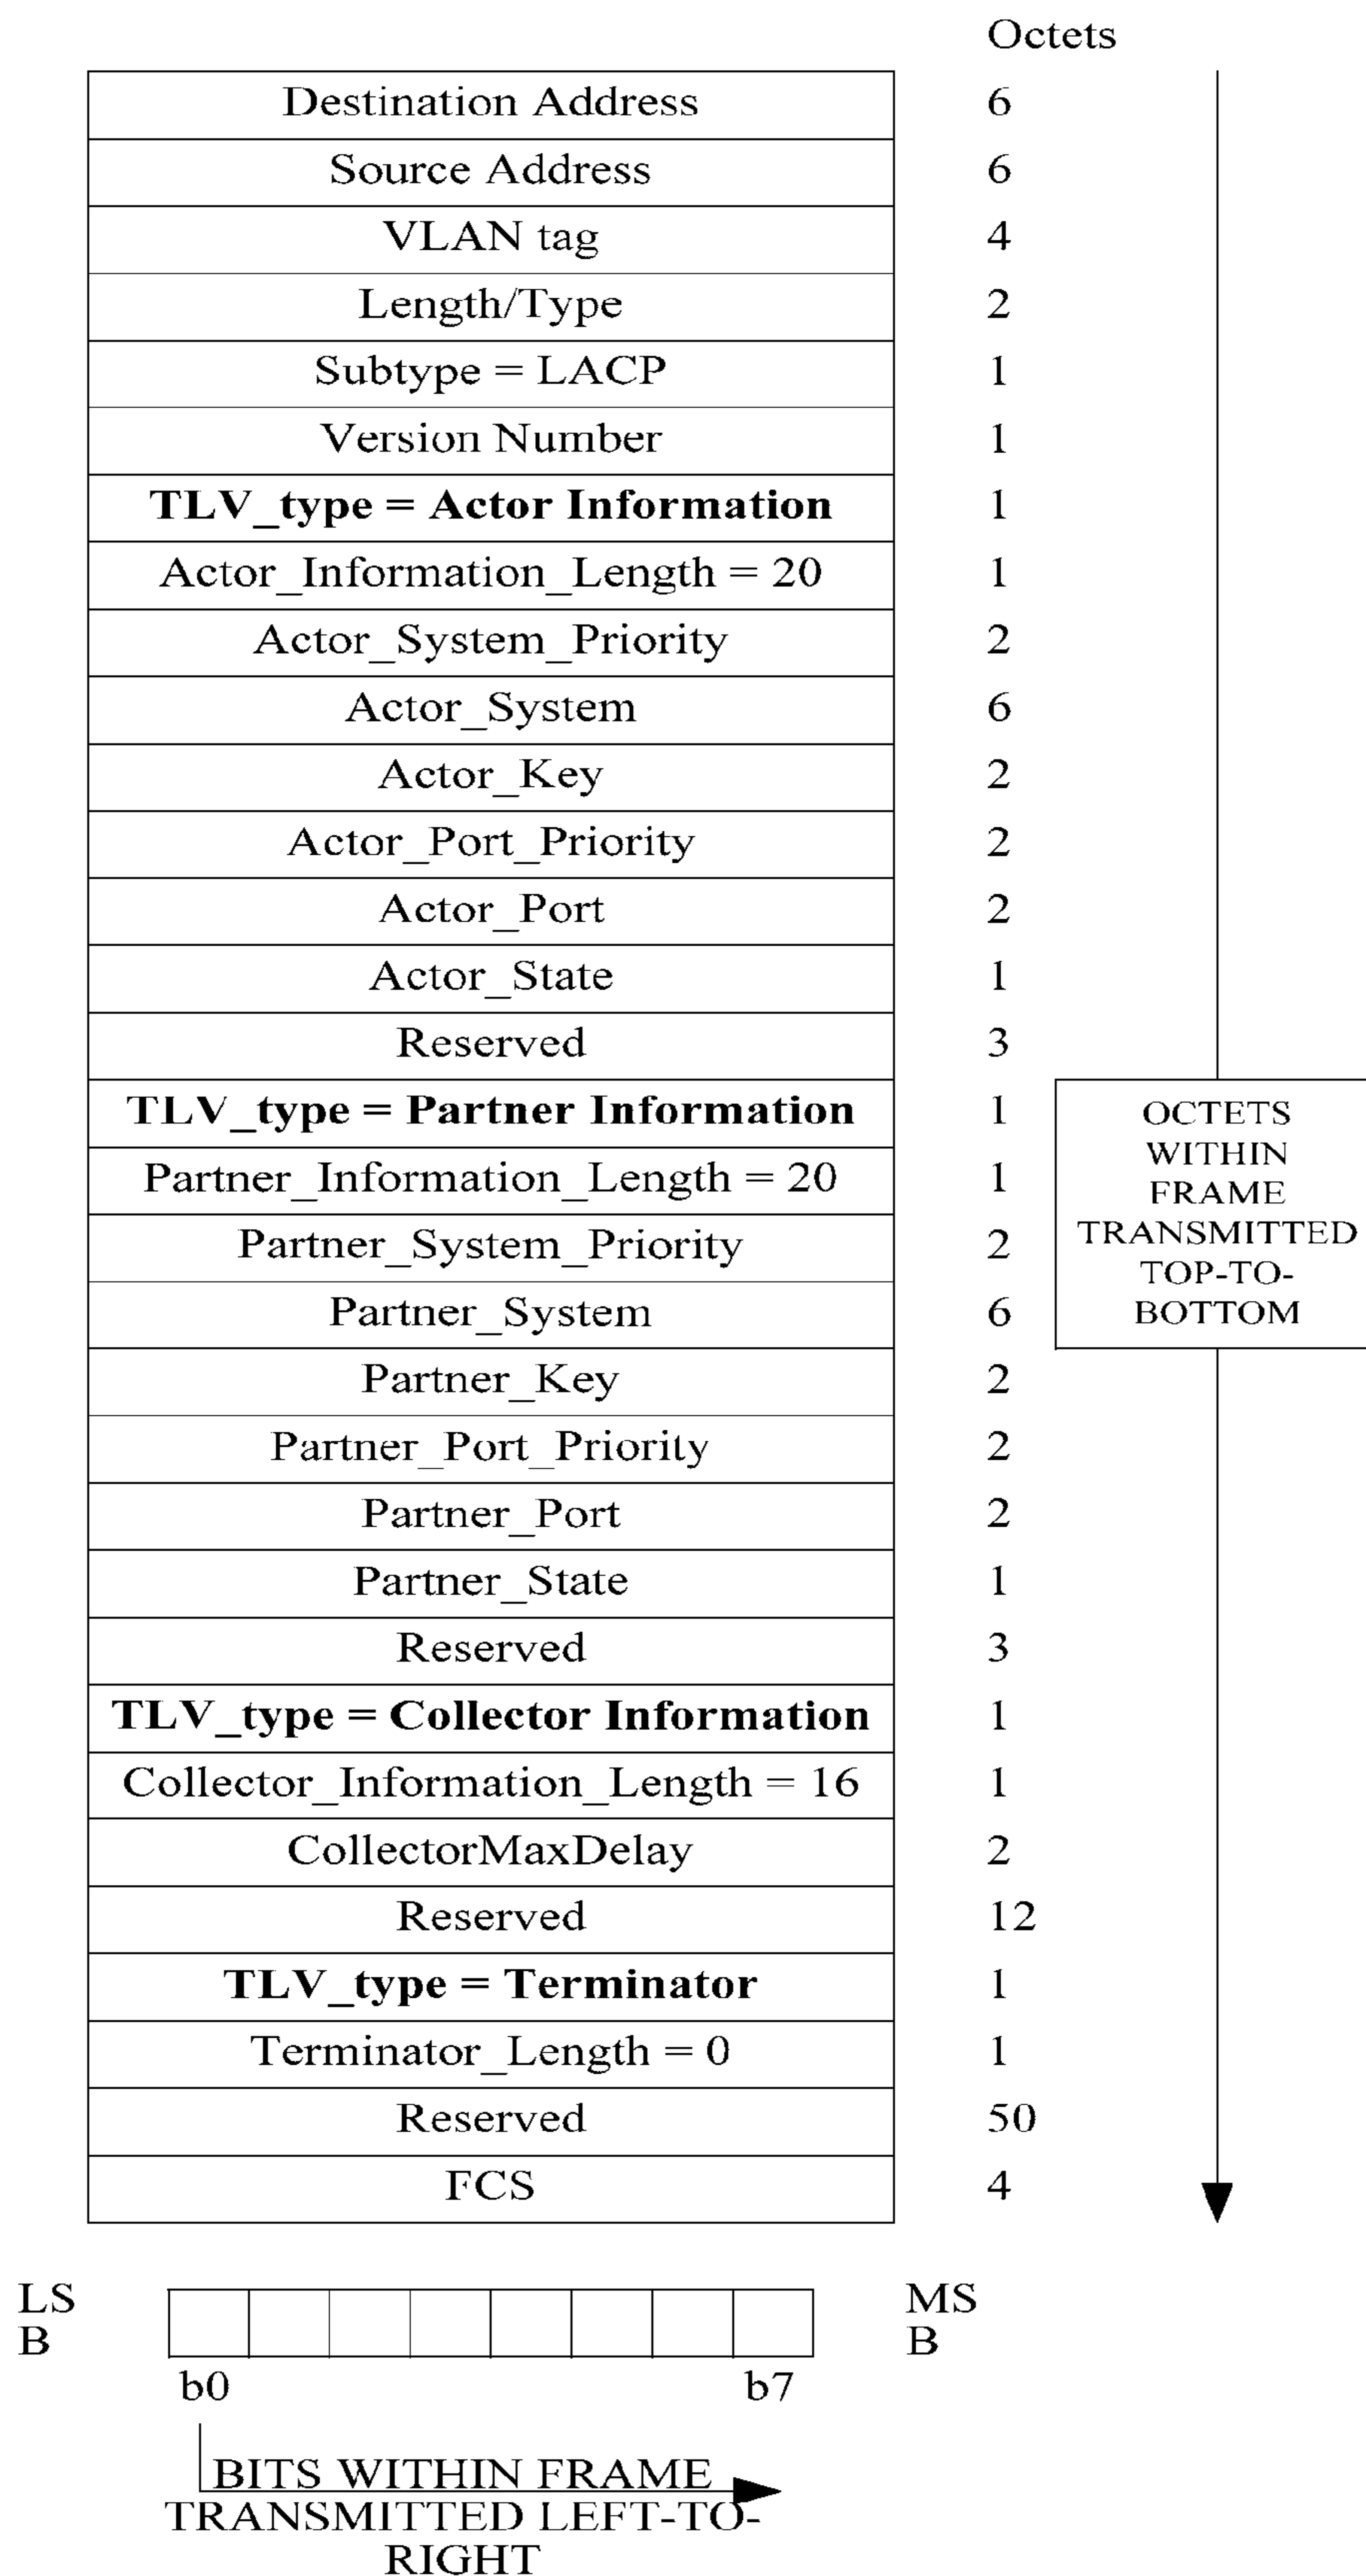 Octets
Destination Address 6
Source Address 6
VLAN tag 4
Length/Type 2
Subtype = LACP 1
Version Number 1
TLV_type = Actor Information 1
Actor_Information_Length = 20 1
Actor_System_Priority 2
Actor_System 6
Actor_Key 2
Actor_Port_Priority 2
Actor_Port 2
Actor_State 1
Reserved 3
TLV_type = Partner Information 1
Partner_Information_Length = 20 1
Partner_System_Priority 2
Partner_System 6
Partner_Key 2
Partner_Port_Priority 2
Partner_Port 2
Partner_State 1
Reserved 3
TLV_type = Collector Information 1
Collector_Information_Length = 16 1
CollectorMaxDelay 2
Reserved 12
TLV_type = Terminator 1
Terminator_Length = 0 1
Reserved 50
FCS 4
OCTETS
WITHIN
FRAME
TRANSMITTED
TOP-TO-
BOTTOM
LS
B
MS
B
b0 b7
BITS WITHIN FRAME
TRANSMITTED LEFT-TO-
RIGHT